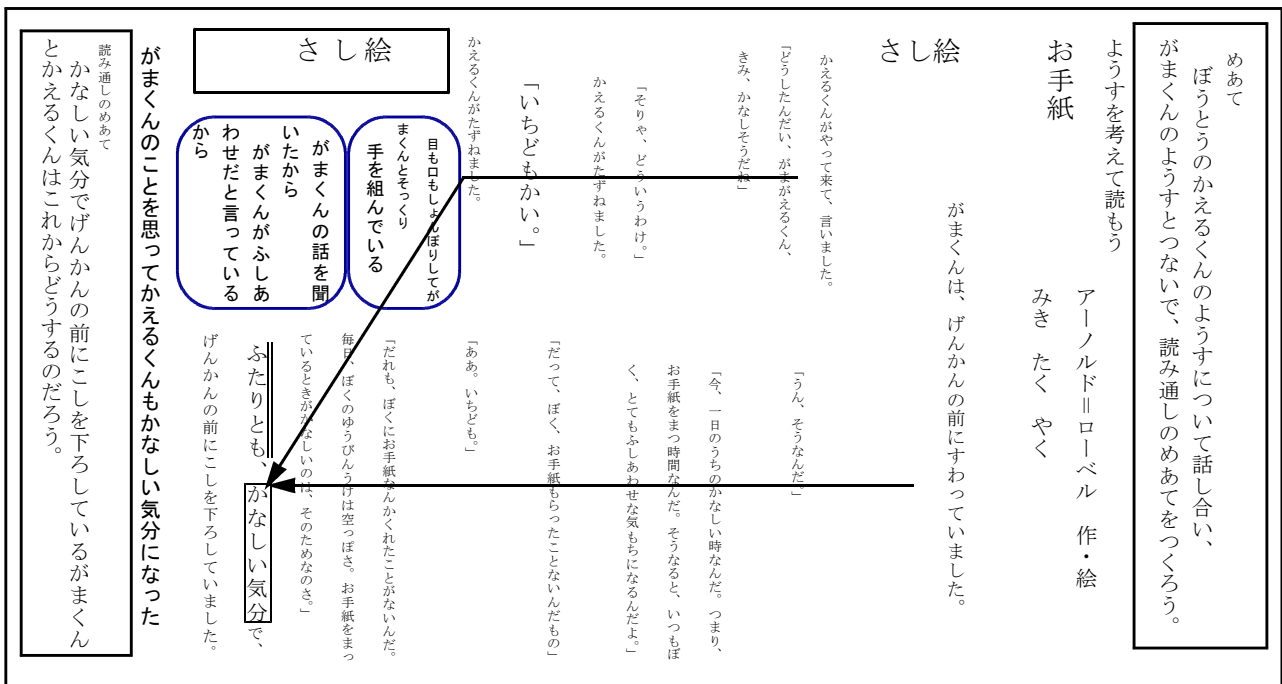 めあて
ぼうとうのかえるくんのようすについて話し合い、
がまくんのようすとつないで、読み通しのめあてをつくろう。
ようすを考えて読もう
お手紙
アーノルド＝ローベル　作・絵
みき　たく　やく
がまくんは、げんかんの前にすわっていました。
さし絵
かえるくんがやって来て、言いました。
「どうしたんだい、がまがえるくん、
きみ、かなしそうだね」
「うん、そうなんだ。」
「今、一日のうちのかなしい時なんだ。つまり、
お手紙をまつ時間なんだ。そうなると、いつもぼ
く、とてもふしあわせな気もちになるんだよ。」
「そりゃ、どういうわけ。」
かえるくんがたずねました。
「だって、ぼく、お手紙もらったことないんだもの」
「いちどもかい。」
かえるくんがたずねました。
「ああ。いちども。」
「だれも、ぼくにお手紙なんかくれたことがないんだ。
毎日、ぼくのゆうびんうけは空っぽさ。お手紙をまっ
ているときがかなしいのは、そのためなのさ。」
ふたりとも、かなしい気分で、
げんかんの前にこしを下ろしていました。
さし絵
目も口もしょんぼりしてが
まくんとそっくり
手を組んでいる
がまくんの話を聞
いたから
がまくんがふしあ
わせだと言っている
から
がまくんのことを思ってかえるくんもかなしい気分になった
読み通しのめあて
かなしい気分でげんかんの前にこしを下ろしているがまくん
とかえるくんはこれからどうするのだろう。